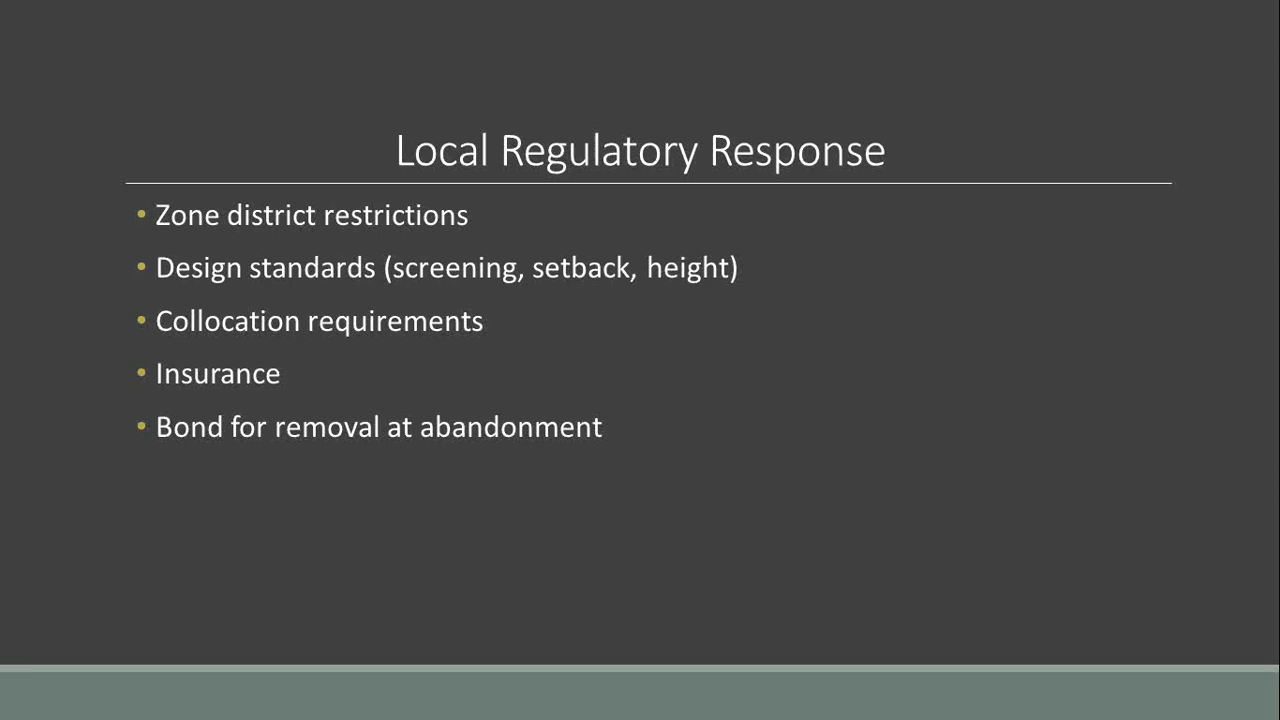 Local Regulatory Response
• Zone district restrictions
• Design standards (screening, setback, height)
• Collocation requirements
• Insurance
• Bond for removal at abandonment